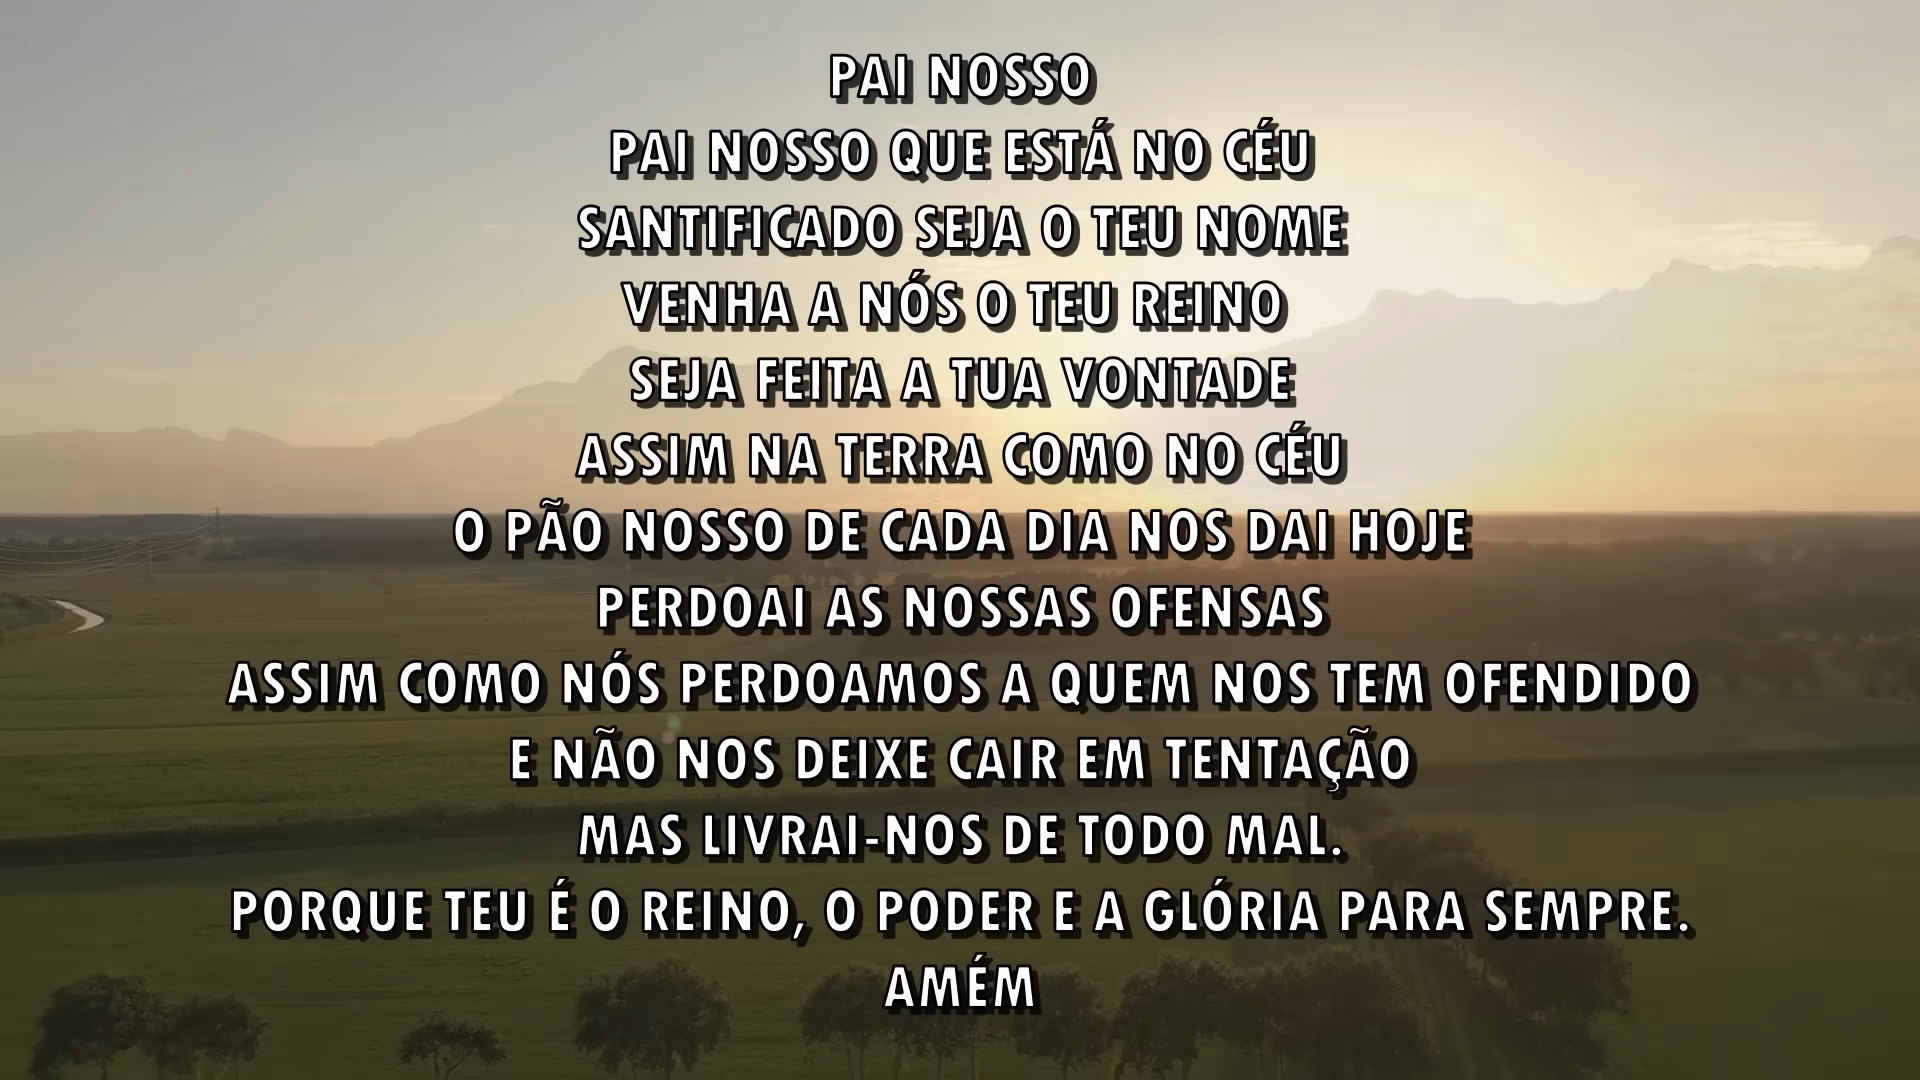 PAI NOSSO
PAI NOSSO QUE ESTÁ NO CÉU
SANTIFICADO SEJA O TEU NOME
VENHA A NÓS O TEU REINO
SEJA FEITA A TUA VONTADE
ASSIM NA TERRA COMO NO CÉU
O PÃO NOSSO DE CADA DIA NOS DAI HOJE
PERDOAI AS NOSSAS OFENSAS
ASSIM COMO NÓS PERDOAMOS A QUEM NOS TEM OFENDIDO
E NÃO NOS DEIXE CAIR EM TENTAÇÃO
MAS LIVRAI-NOS DE TODO MAL.
PORQUE TEU É O REINO, O PODER E A GLÓRIA PARA SEMPRE.
AMÉM